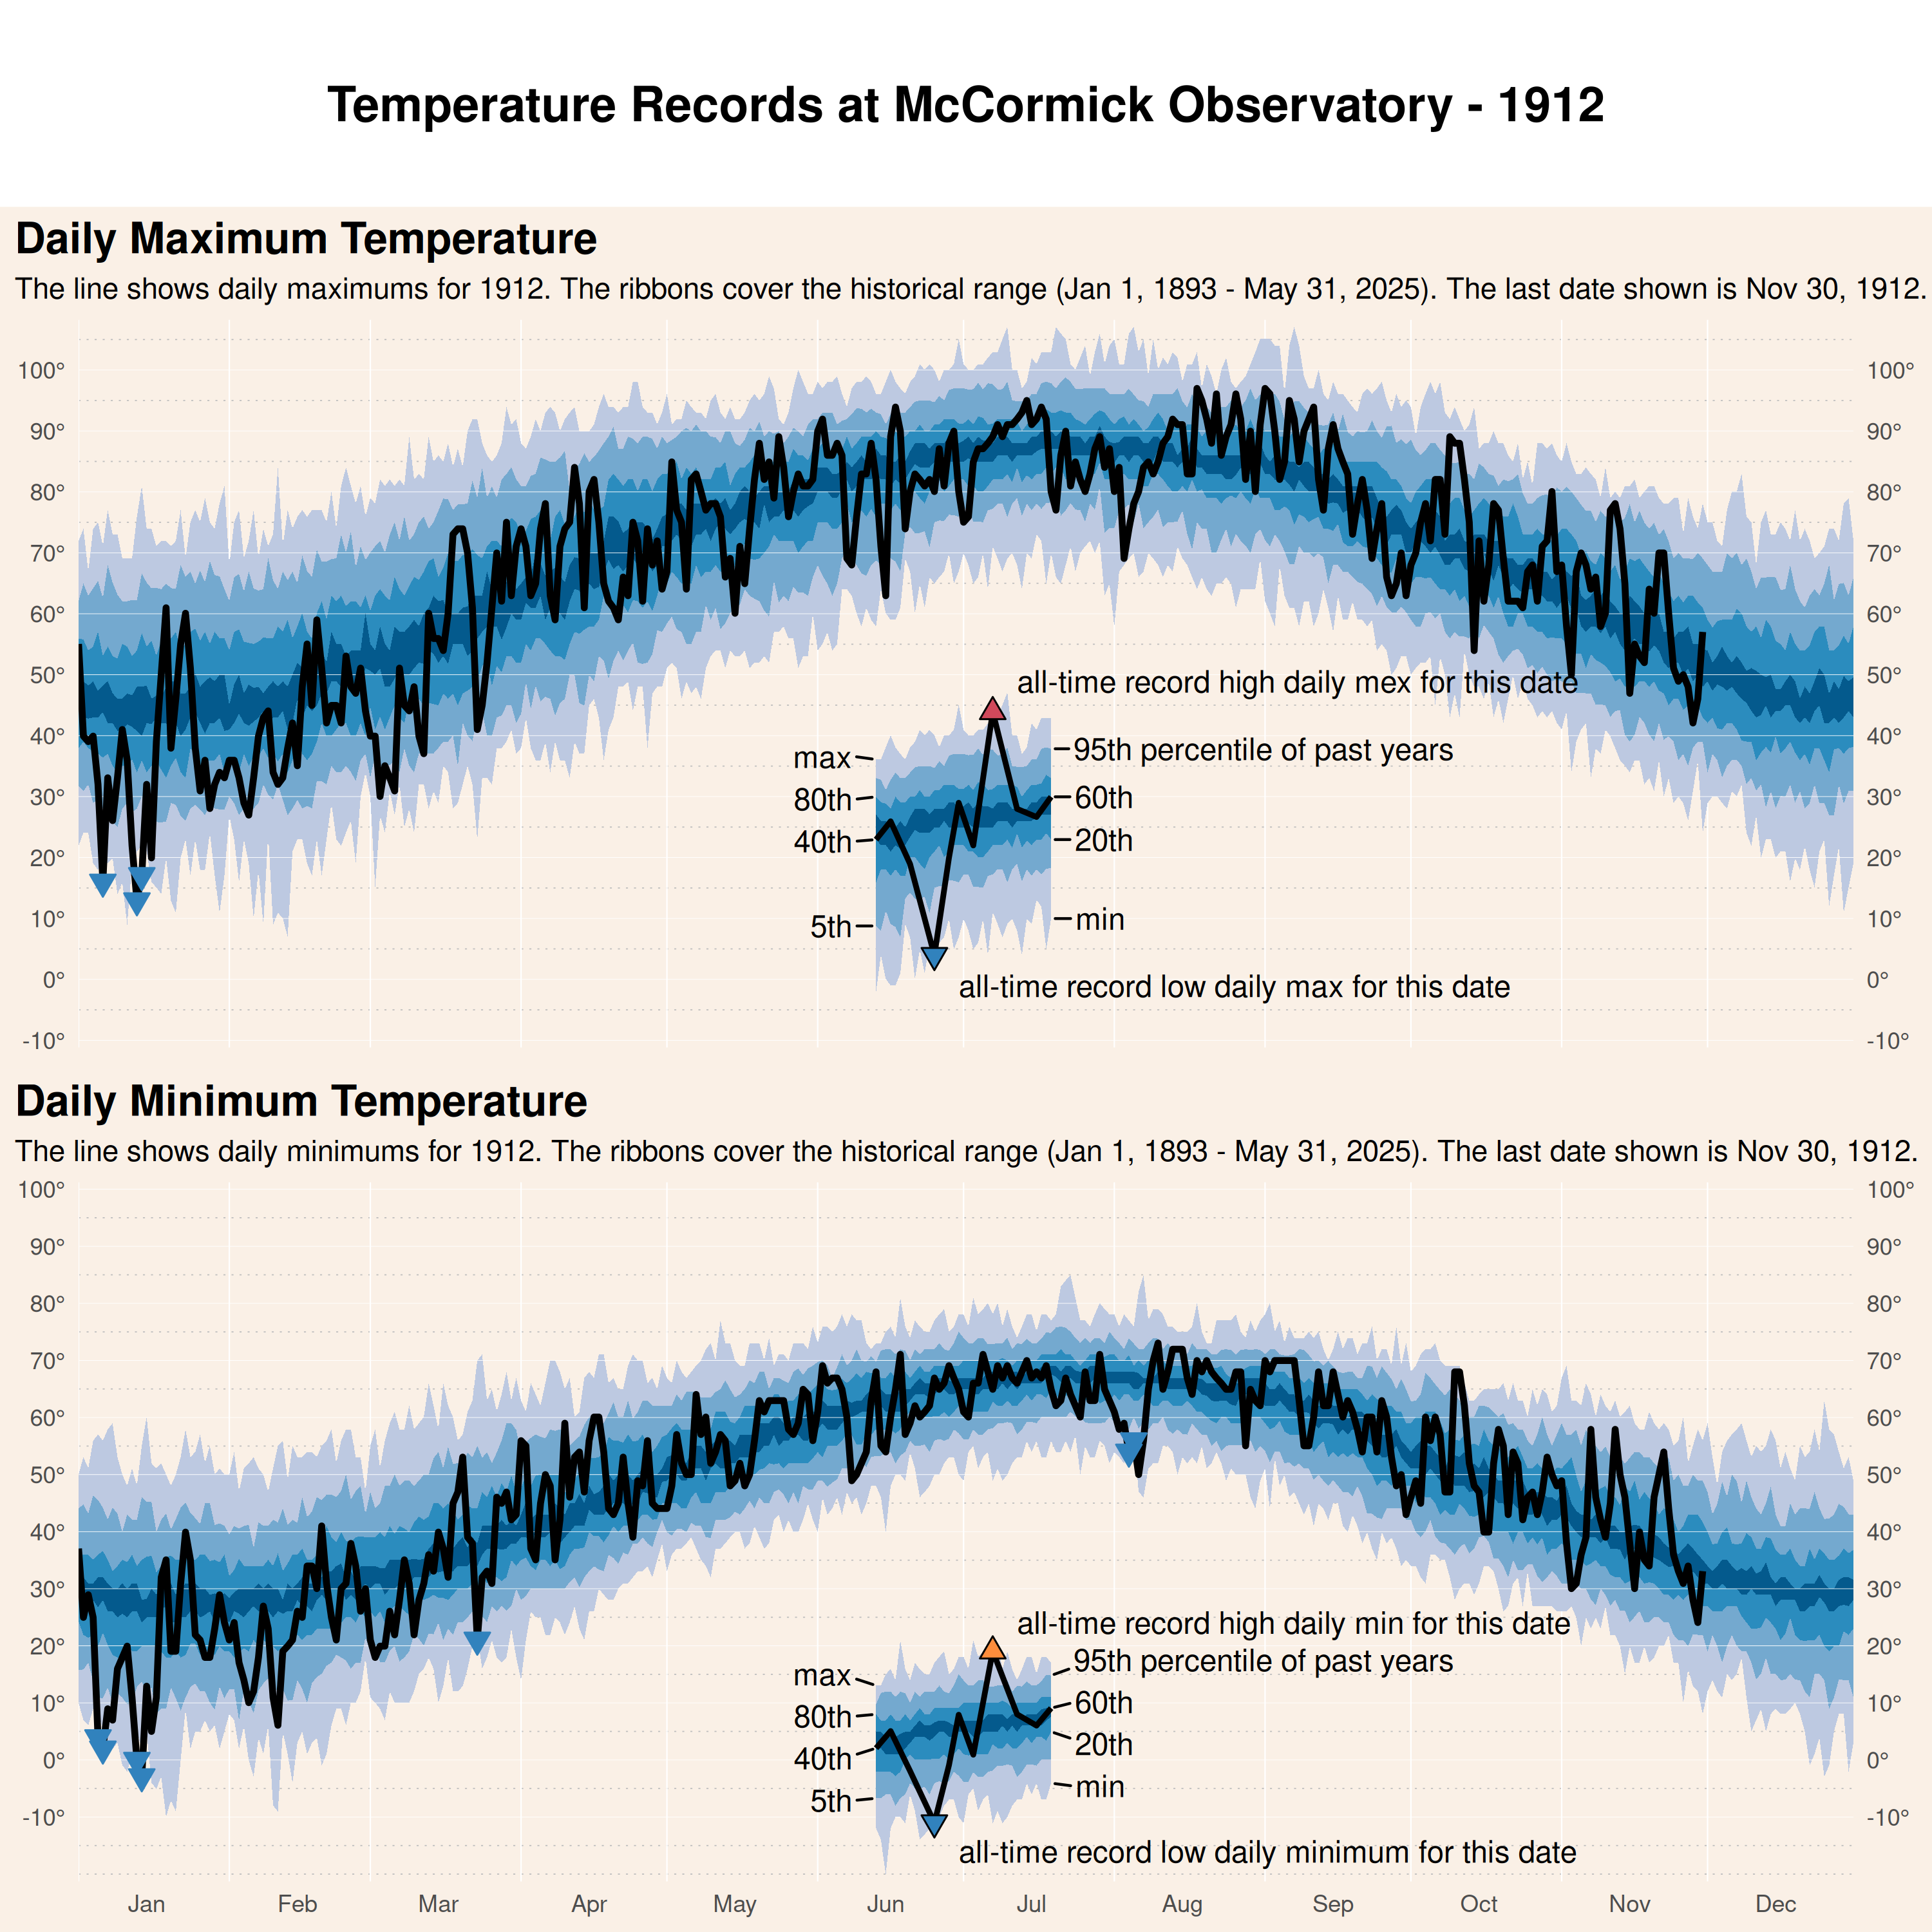 Temperature Records at McCormick Observatory - 1912
Daily Maximum Temperature
The line shows daily maximums for 1912. The ribbons cover the historical range (Jan 1, 1893 - May 31, 2025). The last date shown is Nov 30, 1912.
100° 100°
90° 90°
80° 80°
70° 70°
60° 60°
50° 50°
all-time record high daily mex for this date
40° 40°
max 95th percentile of past years
30° 30°
80th 60th
40th 20th
20° 20°
10° 10°
5th min
0° 0°
all-time record low daily max for this date
-10° -10°
Daily Minimum Temperature
The line shows daily minimums for 1912. The ribbons cover the historical range (Jan 1, 1893 - May 31, 2025). The last date shown is Nov 30, 1912.
100° 100°
90° 90°
80° 80°
70° 70°
60° 60°
50° 50°
40° 40°
30° 30°
all-time record high daily min for this date
20° 20°
max 95th percentile of past years
10° 10°
80th 60th
40th 20th
0° 0°
5th min
-10° -10°
all-time record low daily minimum for this date
Jan Feb Mar Apr May Jun Jul Aug Sep Oct Nov Dec